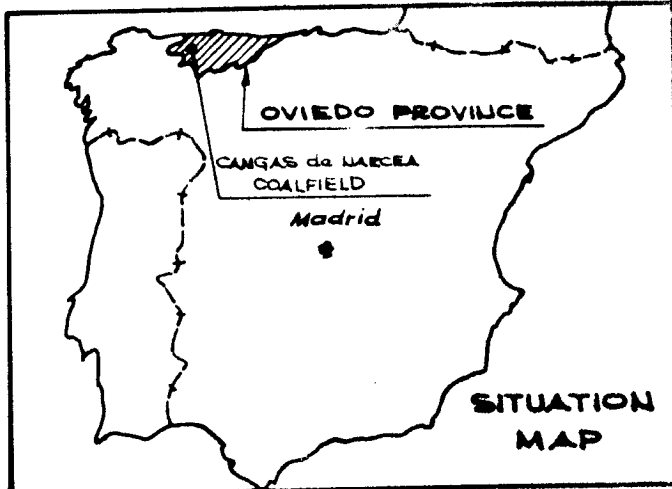 OVIEDO PROVINCE
CANGAS de NARCEA
COALFIELD
Madrid
SITUATION
MAP